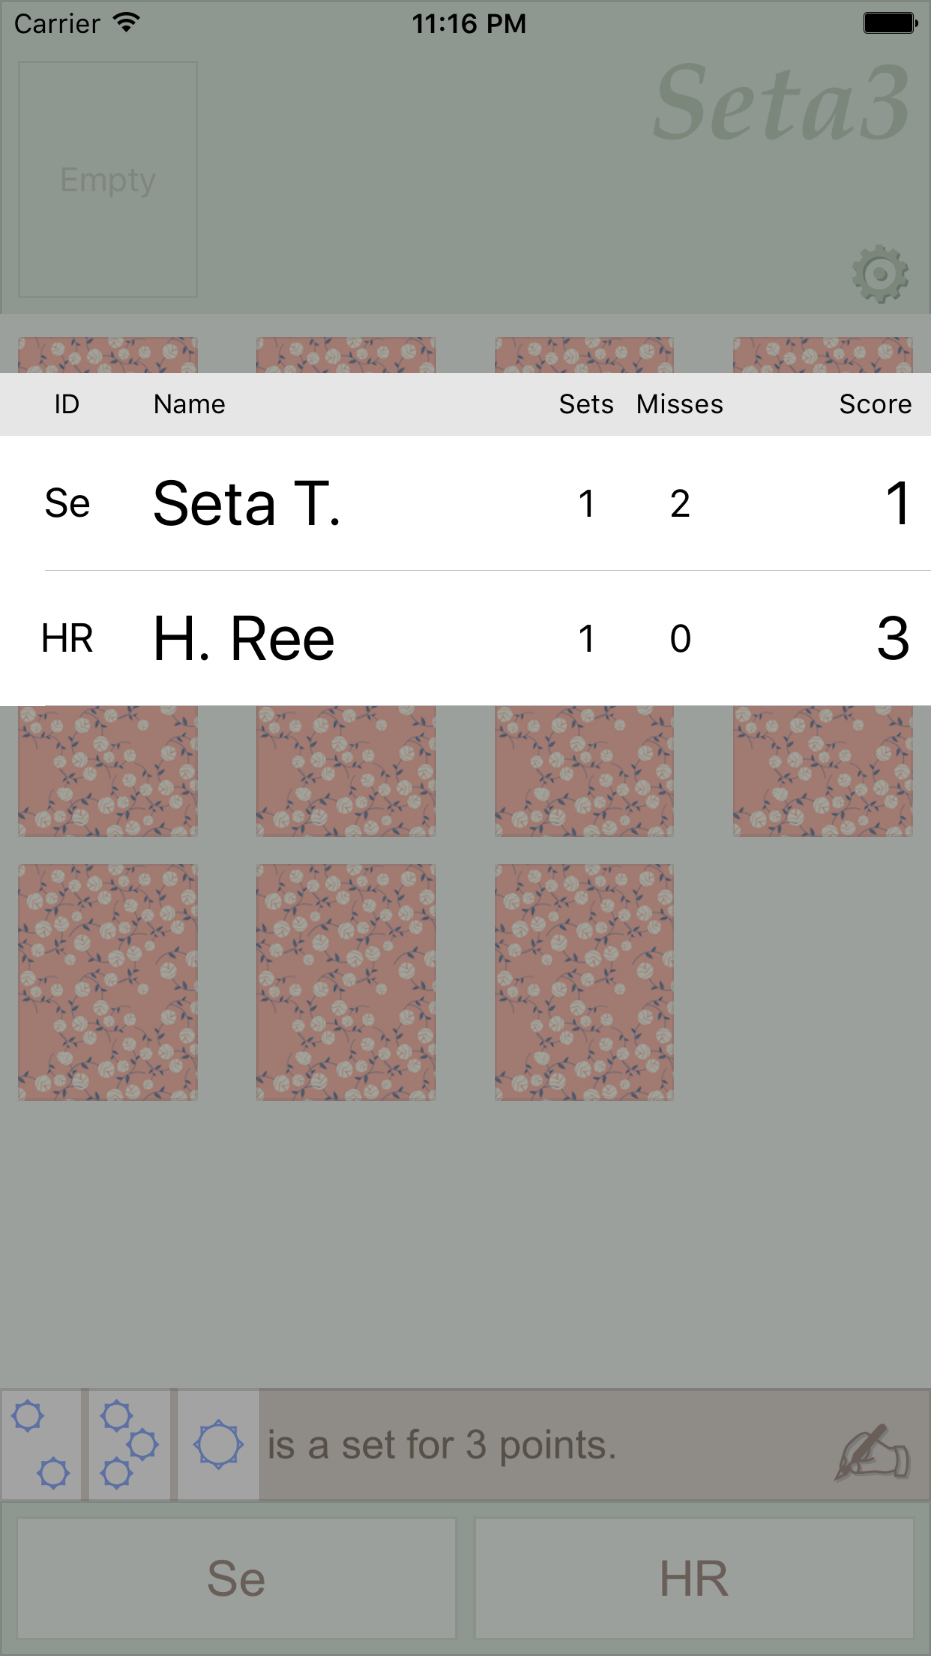 Carrier 11:16 PM
Seta3
Empty
ID Name Sets Misses Score
Se Seta T. 1 2 1
HR H. Ree 1 0 3
is a set for 3 points.
Se HR